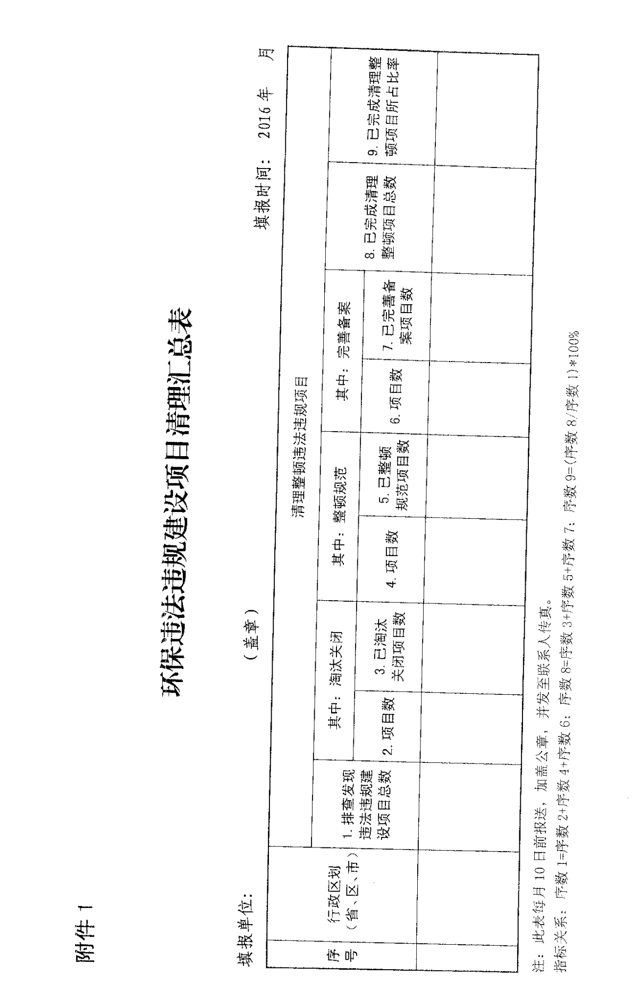 附件 1
环保违法违规建设项目清理汇总表
填报单位： （盖章） 填报时间： 2016 年 月
序
号
行政区划
（省、区、市）
清理整顿违法违规项目
1. 排查发现
违法违规建
设项目总数
其中：淘汰关闭
2. 项目数
3. 已淘汰
关闭项目数
其中：整顿规范
4. 项目数
5. 已整顿
规范项目数
其中：完善备案
6. 项目数
7. 已完善备
案项目数
8. 已完成清理
整顿项目总数
9. 已完成清理整
顿项目所占比率
注：此表每月 10 日前报送，加盖公章，并发至联系人传真。
指标关系：序数 1=序数 2+序数 4+序数 6；序数 8=序数 3+序数 5+序数 7；序数 9=(序数 8/序数 1)*100%